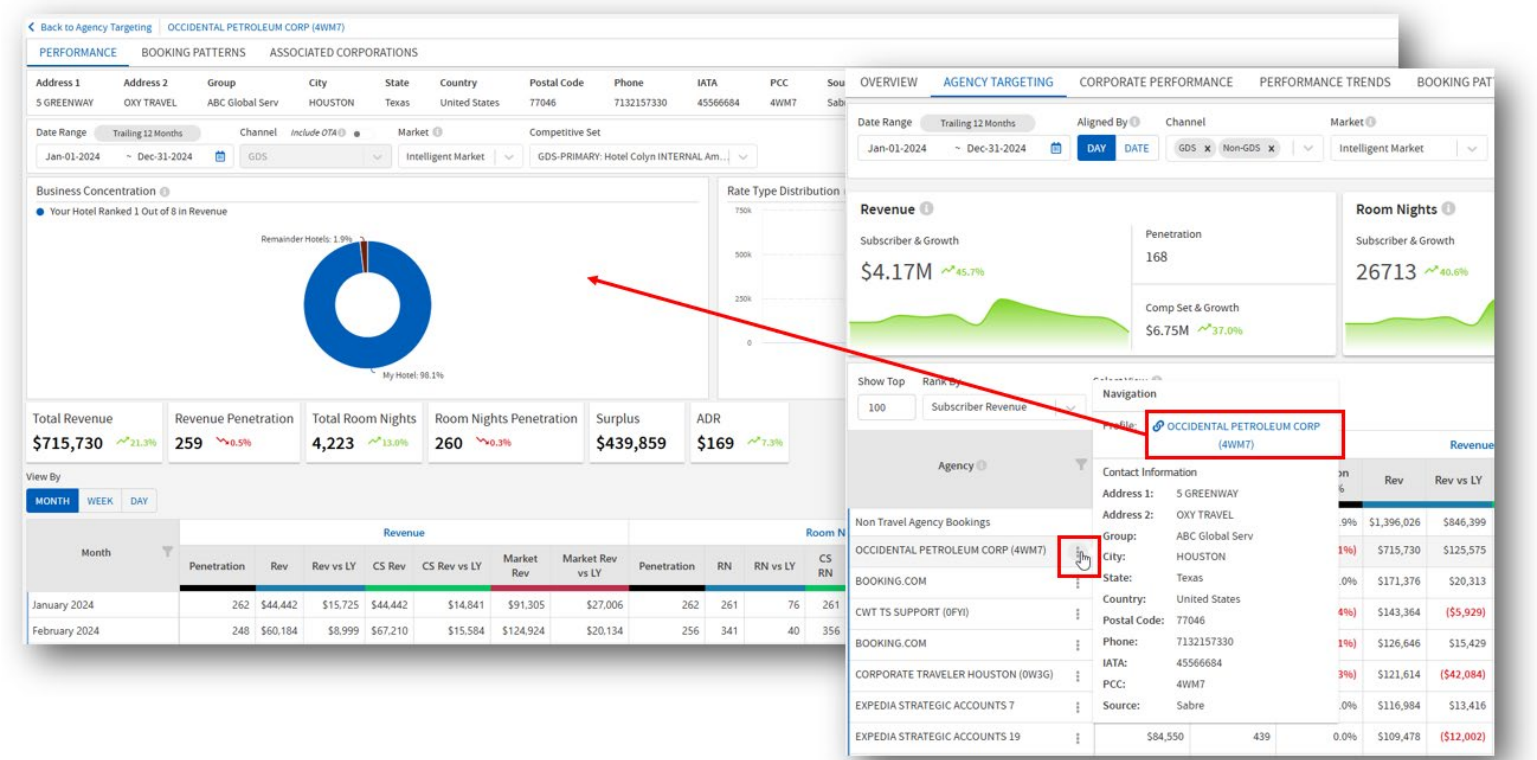 Back to Agency Targeting OCCIDENTAL PETROLEUM CORP (4WM7)
PERFORMANCE BOOKING PATTERNS ASSOCIATED CORPORATIONS
Address 1 Address 2 Group City State Country Postal Code Phone IATA PCC
5 GREENWAY OXY TRAVEL ABC Global Serv HOUSTON Texas United States 77046 7132157330 45566684 4WM7
Date Range Trailing 12 Months Channel Include OTA Market Competitive Set
Jan-01-2024 ~ Dec-31-2024 GDS Intelligent Market GDS-PRIMARY: Hotel Colyn INTERNAL Am...
Business Concentration
Your Hotel Ranked 1 Out of 8 in Revenue
Remainder Hotels: 1.9%
My Hotel: 98.1%
Rate Type Distribution
750k
500k
250k
0
Total Revenue Revenue Penetration Total Room Nights Room Nights Penetration Surplus ADR
$715,730 21.3% 259 0.5% 4,223 13.0% 260 0.3% $439,859 $169 7.3%
View By
MONTH WEEK DAY
Revenue
Month Penetration Rev Rev vs LY CS Rev CS Rev vs LY Market Rev Market Rev vs LY Penetration RN RN vs LY CS RN
January 2024 262 $44,442 $15,725 $44,442 $14,841 $91,305 $27,006 262 261 76 261
February 2024 248 $60,184 $8,999 $67,210 $15,584 $124,924 $20,134 256 341 40 356
OVERVIEW AGENCY TARGETING CORPORATE PERFORMANCE PERFORMANCE TRENDS BOOKING PAT
Date Range Trailing 12 Months Aligned By Channel Market
Jan-01-2024 ~ Dec-31-2024 DAY DATE GDS x Non-GDS x Intelligent Market
Revenue
Subscriber & Growth
$4.17M 45.7%
Penetration
168
Comp Set & Growth
$6.75M 37.0%
Room Nights
Subscriber & Growth
26713 40.6%
Show Top Rank By
100 Subscriber Revenue
Navigation
Profile: OCCIDENTAL PETROLEUM CORP
(4WM7)
Contact Information
Address 1: 5 GREENWAY
Address 2: OXY TRAVEL
Group: ABC Global Serv
City: HOUSTON
State: Texas
Country: United States
Postal Code: 77046
Phone: 7132157330
IATA: 45566684
PCC: 4WM7
Source: Sabre
Revenue
Agency Rev Rev vs LY
Non Travel Agency Bookings $1,396,026 $846,399
OCCIDENTAL PETROLEUM CORP (4WM7) $715,730 $125,575
BOOKING.COM $171,376 $20,313
CWT TS SUPPORT (0FYI) $143,364 ($5,929)
BOOKING.COM $126,646 $15,429
CORPORATE TRAVELER HOUSTON (0W3G) $121,614 ($42,084)
EXPEDIA STRATEGIC ACCOUNTS 7 $116,984 $13,416
EXPEDIA STRATEGIC ACCOUNTS 19 $84,550 439 0.0% $109,478 ($12,002)